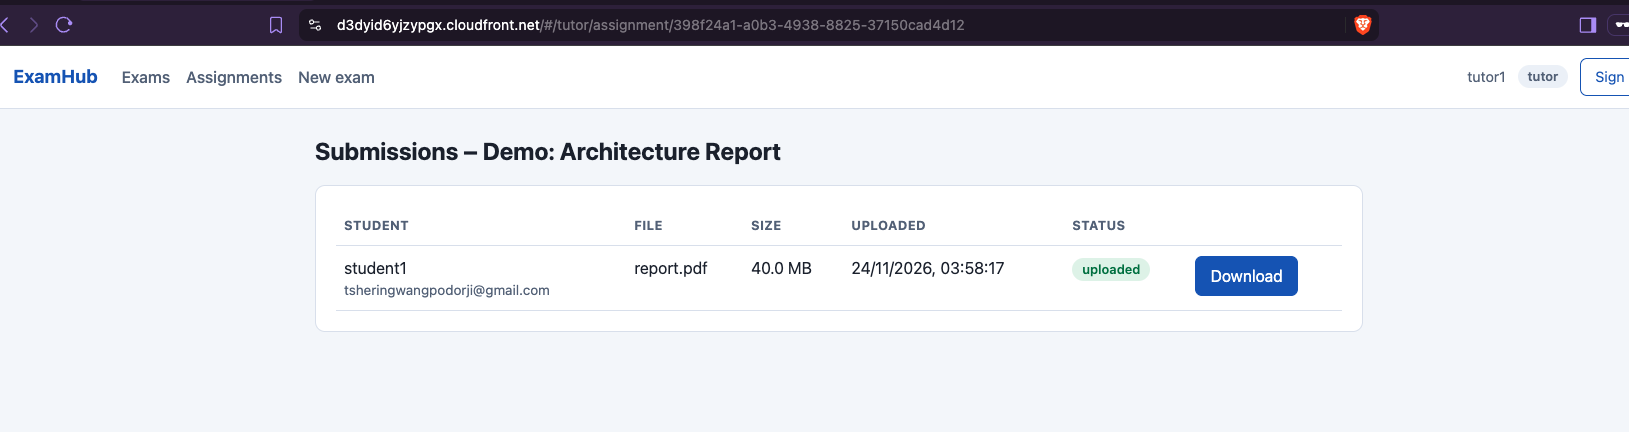 d3dyid6yjzypgx.cloudfront.net/#/tutor/assignment/398f24a1-a0b3-4938-8825-37150cad4d12
ExamHub Exams Assignments New exam tutor1 tutor Sign
Submissions – Demo: Architecture Report
STUDENT FILE SIZE UPLOADED STATUS
student1 report.pdf 40.0 MB 24/11/2026, 03:58:17 uploaded Download
tsheringwangpodorji@gmail.com